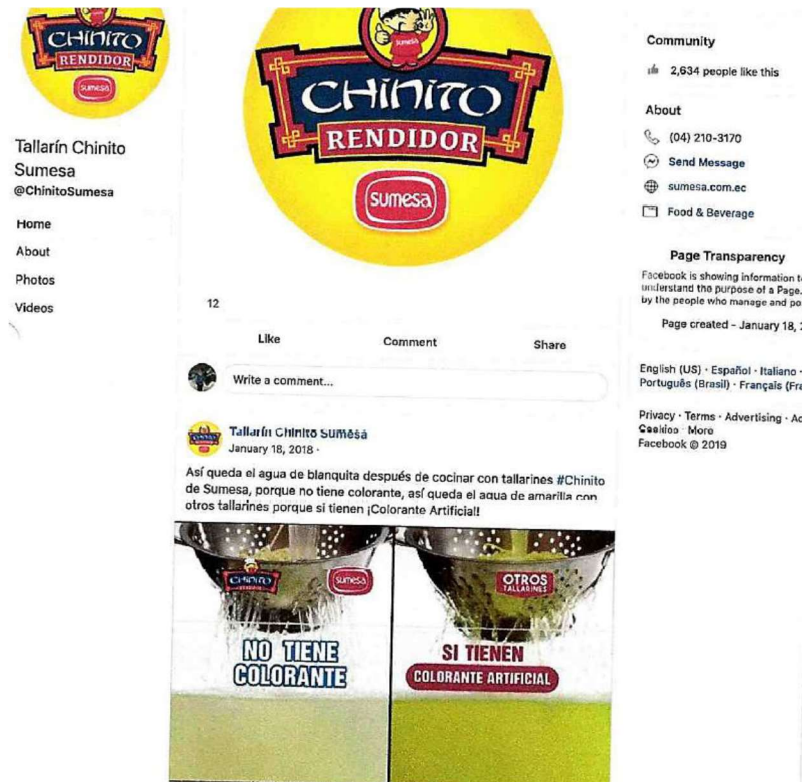 CHINITO
RENDIDOR
sumesa
Tallarín Chinito
Sumesa
@ChinitoSumesa
Home
About
Photos
Videos
sumesa
CHINITO
RENDIDOR
sumesa
12
Like Comment Share
Write a comment...
Tallarín Chinito Sumesa
January 18, 2018 ·
Así queda el agua de blanquita después de cocinar con tallarines #Chinito
de Sumesa, porque no tiene colorante, así queda el agua de amarilla con
otros tallarines porque si tienen ¡Colorante Artificial!
CHINITO
RENDIDOR
sumesa
NO TIENE
COLORANTE
OTROS
TALLARINES
SI TIENEN
COLORANTE ARTIFICIAL
Community
2,634 people like this
About
(04) 210-3170
Send Message
sumesa.com.ec
Food & Beverage
Page Transparency
Facebook is showing information t
understand the purpose of a Page.
by the people who manage and po
Page created - January 18, 2
English (US) · Español · Italiano ·
Português (Brasil) · Français (Fra
Privacy · Terms · Advertising · Ad
Cookies · More
Facebook © 2019